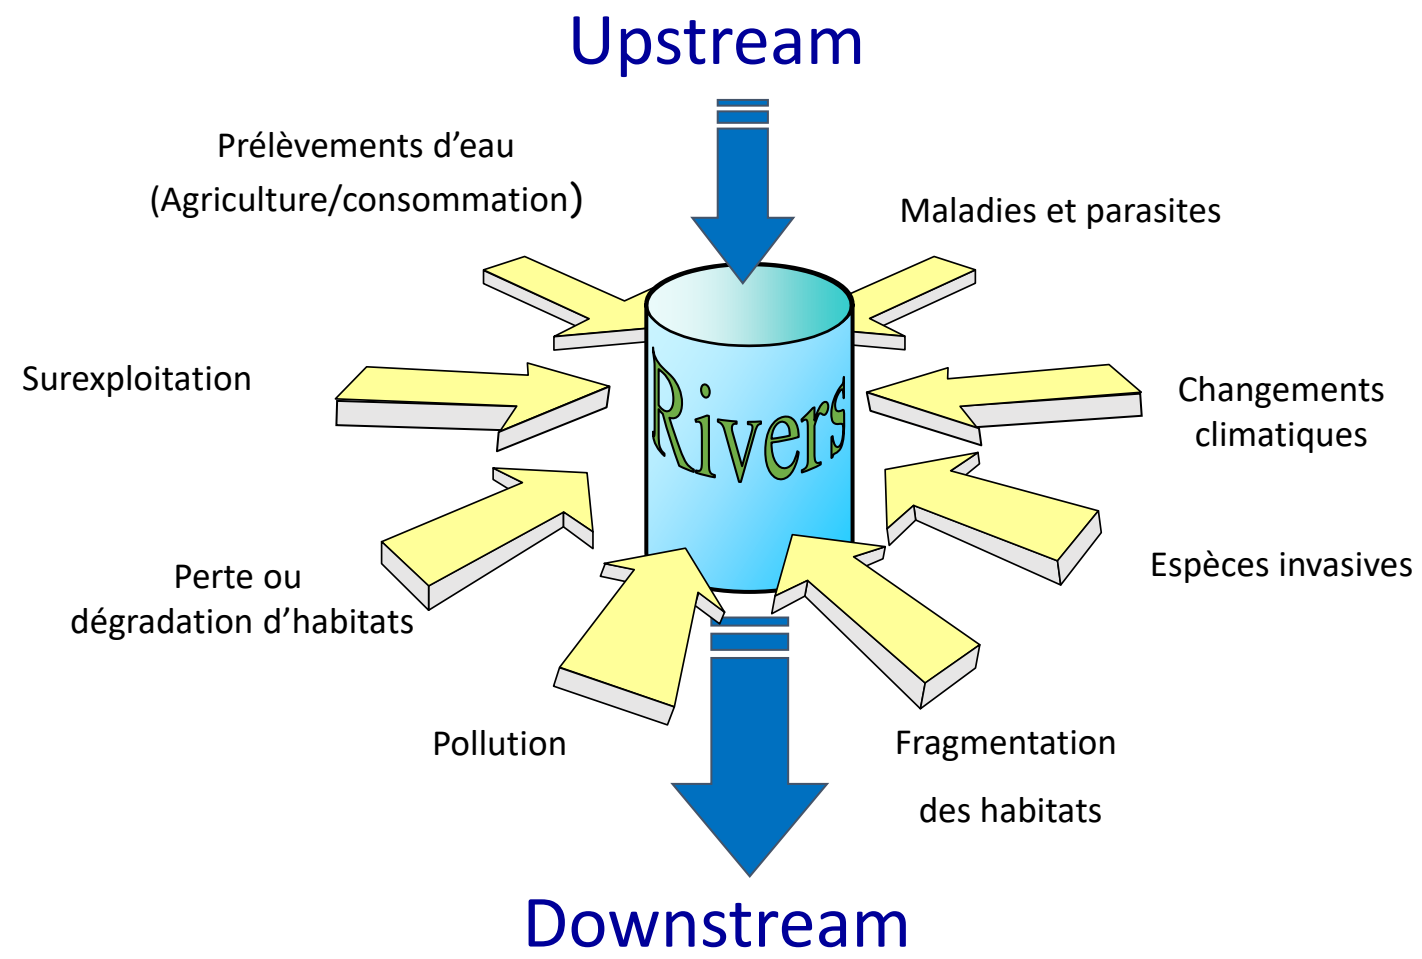 Upstream
Prélèvements d’eau
(Agriculture/consommation)
Maladies et parasites
Surexploitation
Changements
climatiques
Rivers
Perte ou
dégradation d’habitats
Espèces invasives
Pollution
Fragmentation
des habitats
Downstream